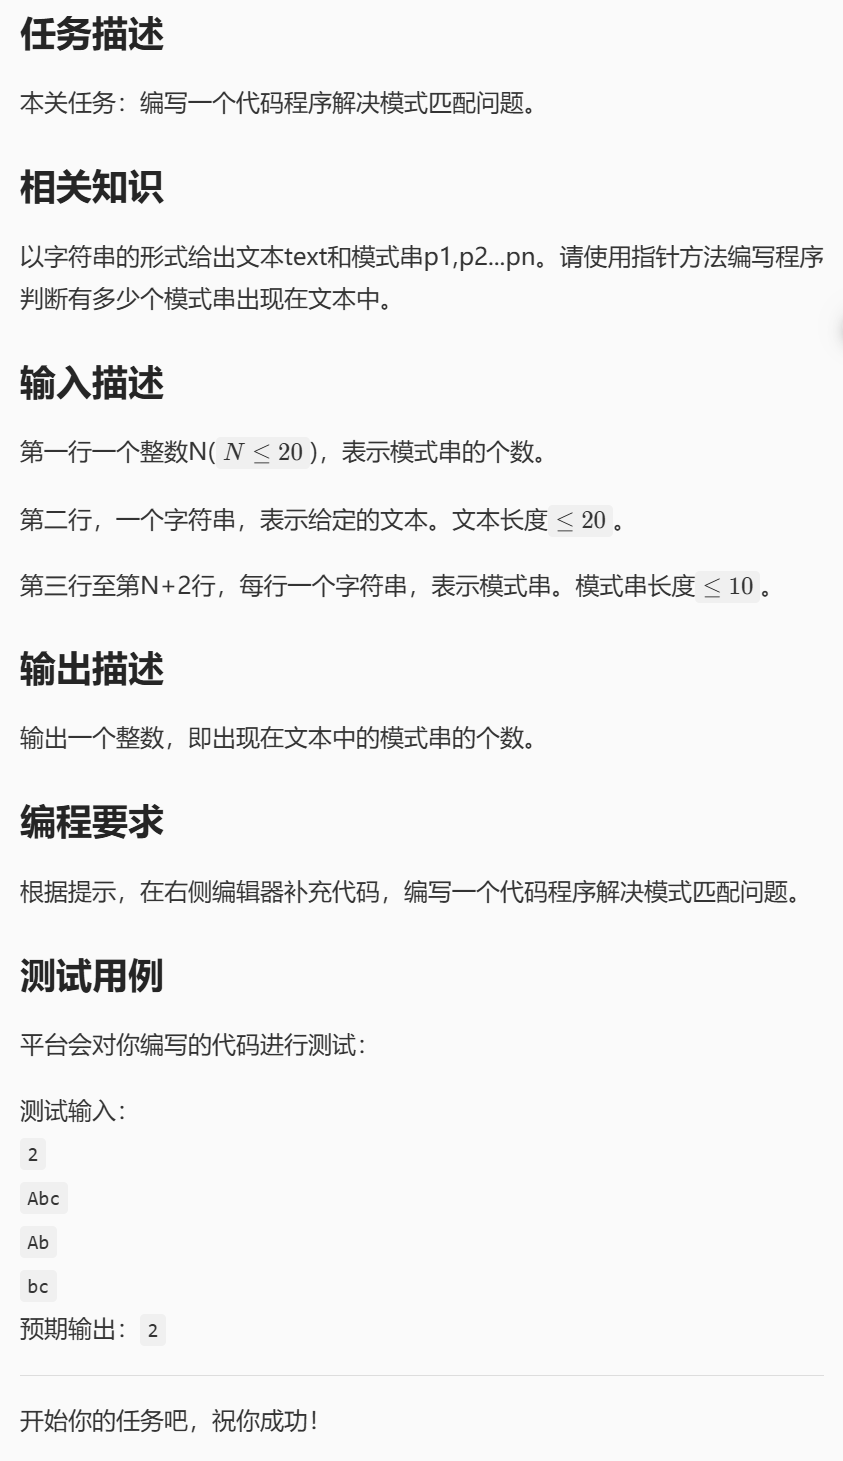 任务描述
本关任务：编写一个代码程序解决模式匹配问题。
相关知识
以字符串的形式给出文本text和模式串p1,p2...pn。请使用指针方法编写程序
判断有多少个模式串出现在文本中。
输入描述
第一行一个整数N( N ≤ 20 )，表示模式串的个数。
第二行，一个字符串，表示给定的文本。文本长度 ≤ 20 。
第三行至第N+2行，每行一个字符串，表示模式串。模式串长度 ≤ 10 。
输出描述
输出一个整数，即出现在文本中的模式串的个数。
编程要求
根据提示，在右侧编辑器补充代码，编写一个代码程序解决模式匹配问题。
测试用例
平台会对你编写的代码进行测试：
测试输入：
2
Abc
Ab
bc
预期输出： 2
开始你的任务吧，祝你成功！